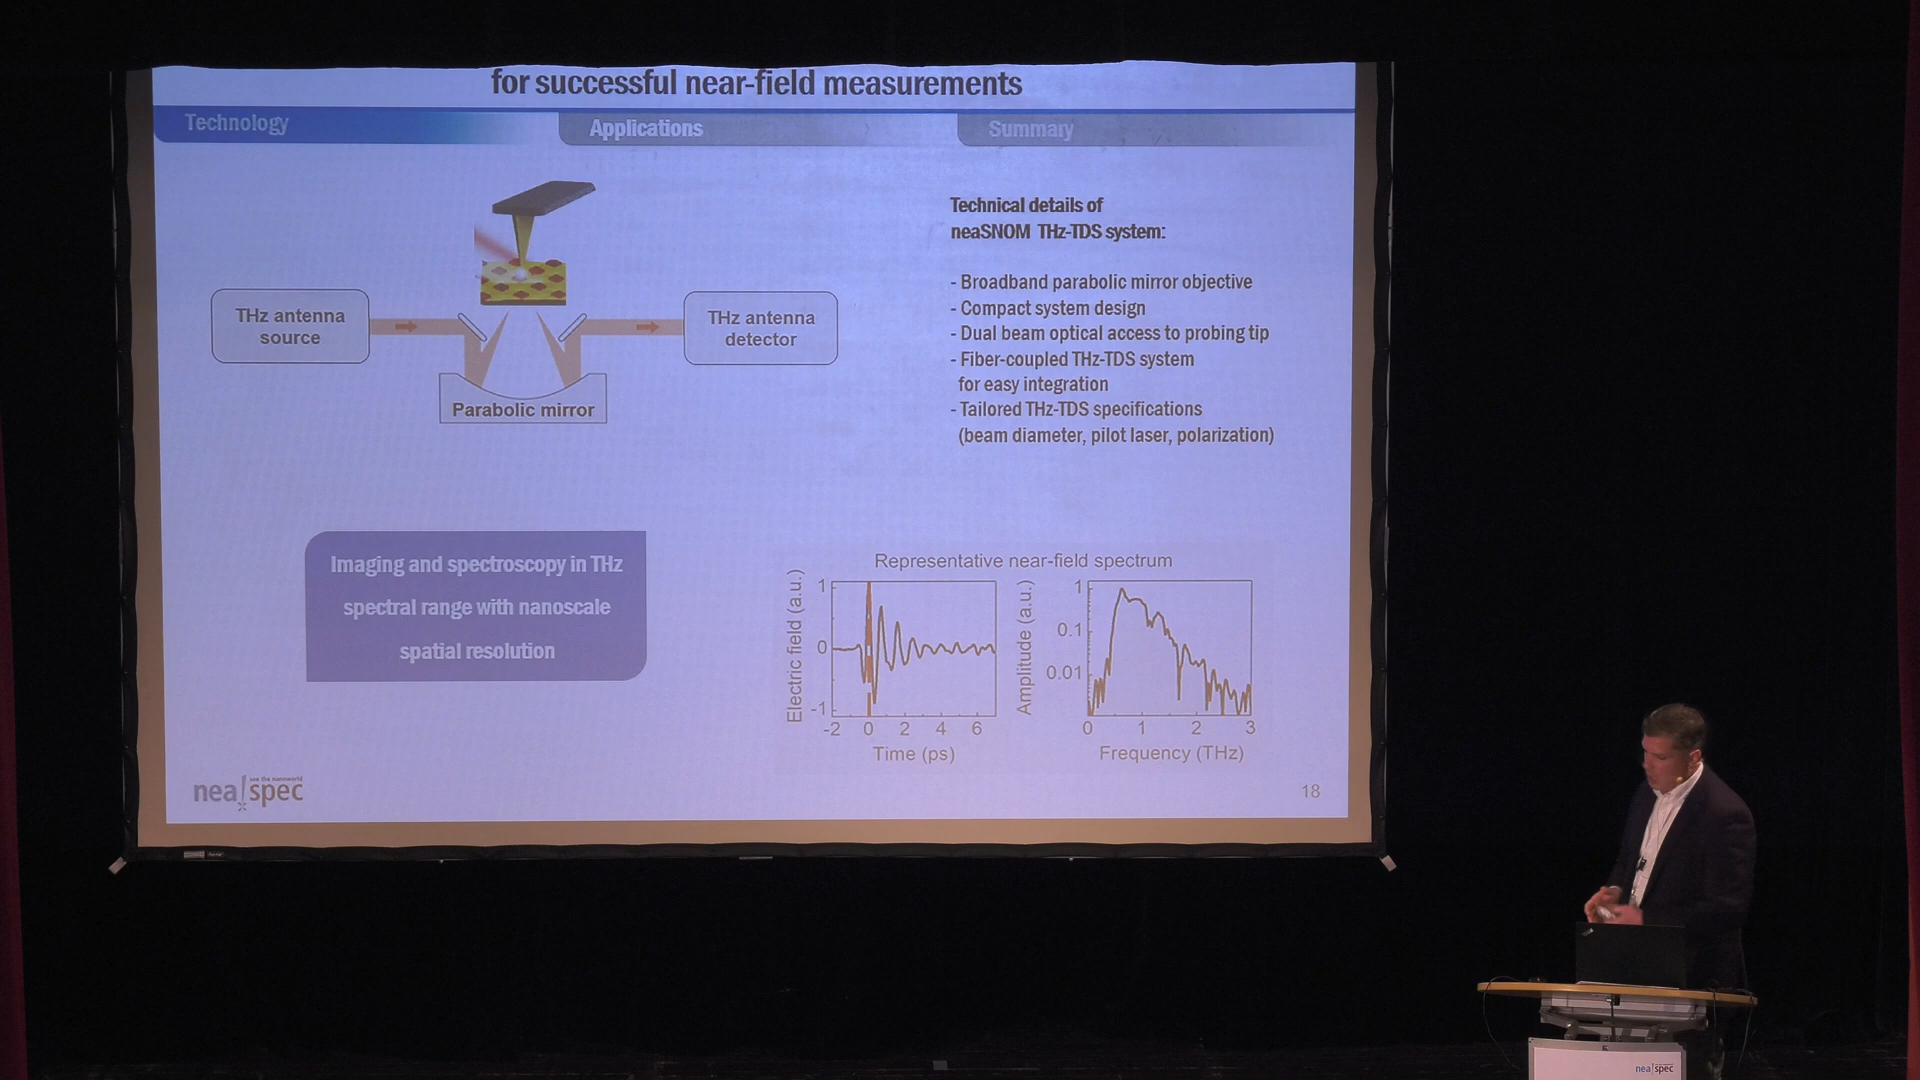 for successful near-field measurements
Technology
Applications
Summary
Technical details of
neaSNOM THz-TDS system:
- Broadband parabolic mirror objective
- Compact system design
- Dual beam optical access to probing tip
- Fiber-coupled THz-TDS system
for easy integration
- Tailored THz-TDS specifications
(beam diameter, pilot laser, polarization)
THz antenna
source
THz antenna
detector
Parabolic mirror
Imaging and spectroscopy in THz
spectral range with nanoscale
spatial resolution
Representative near-field spectrum
Electric field (a.u.)
1
0
-1
-2 0 2 4 6
Time (ps)
Amplitude (a.u.)
1
0.1
0.01
0 1 2 3
Frequency (THz)
see the nanoworld
nea spec
18
nea spec